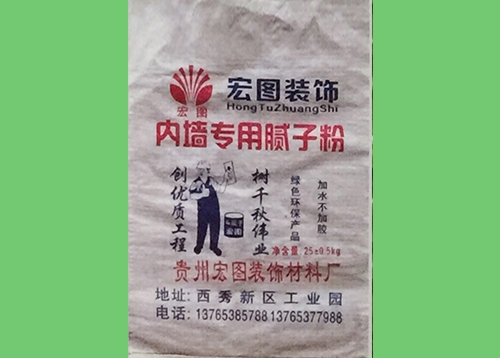 宏图
宏图装饰
HongTuZhuangShi
内墙专用腻子粉
创优质工程
树千秋伟业
绿色环保产品
加水不加胶
宏图
净含量 25±0.5kg
贵州宏图装饰材料厂
地址: 西秀新区工业园
电话: 13765385788 13765377988